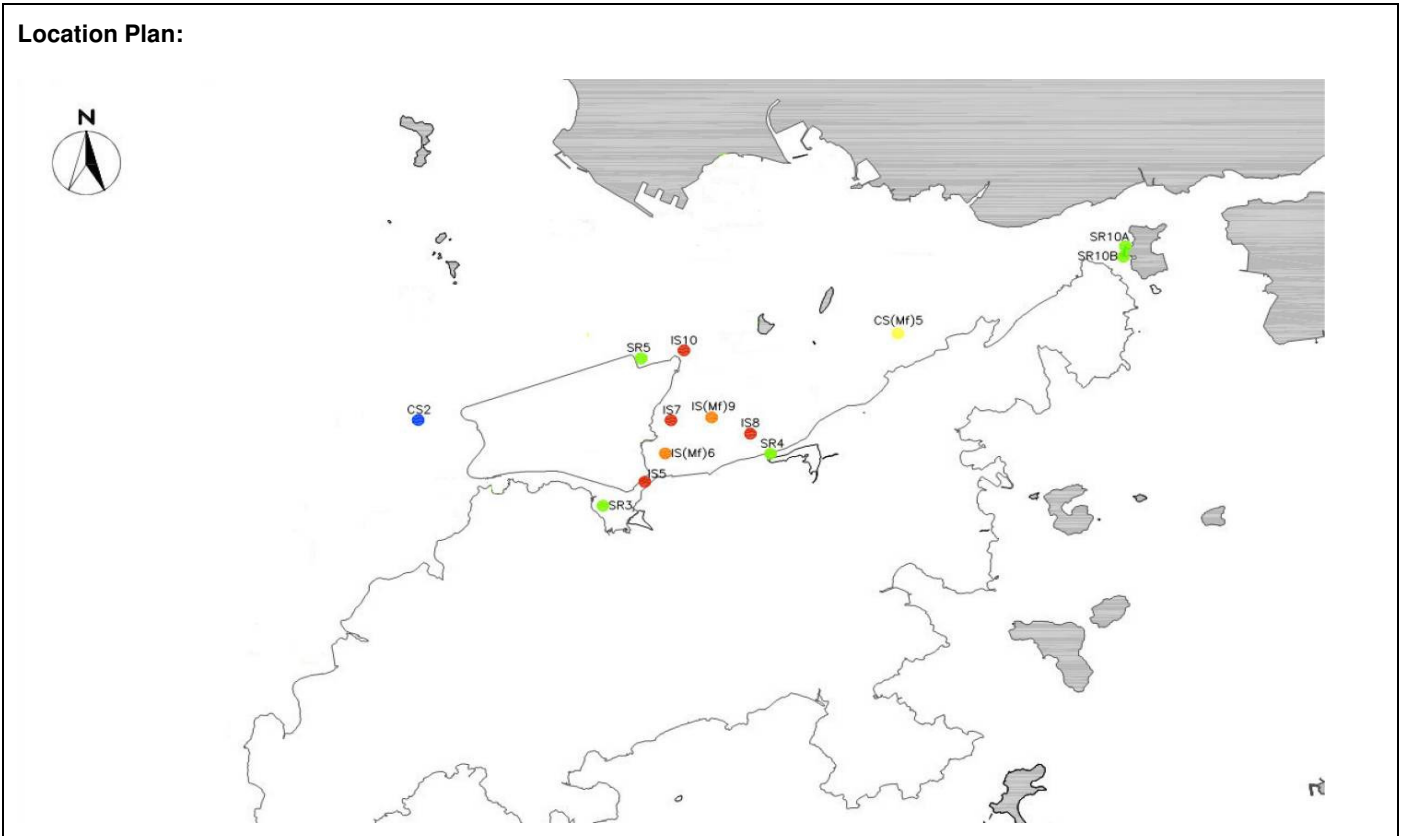 Location Plan:
N
SR10A
SR10B
CS(Mf)5
SR5
IS10
CS2
IS7
IS(Mf)9
IS8
SR4
IS(Mf)6
IS5
SR3